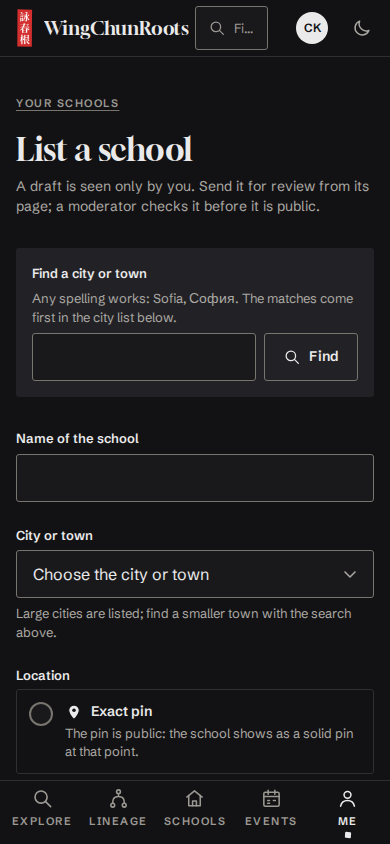 詠春根
WingChunRoots
Fi...
CK
YOUR SCHOOLS
List a school
A draft is seen only by you. Send it for review from its
page; a moderator checks it before it is public.
Find a city or town
Any spelling works: Sofia, София. The matches come
first in the city list below.
Find
Name of the school
City or town
Choose the city or town
Large cities are listed; find a smaller town with the search
above.
Location
Exact pin
The pin is public: the school shows as a solid pin
at that point.
EXPLORE
LINEAGE
SCHOOLS
EVENTS
ME